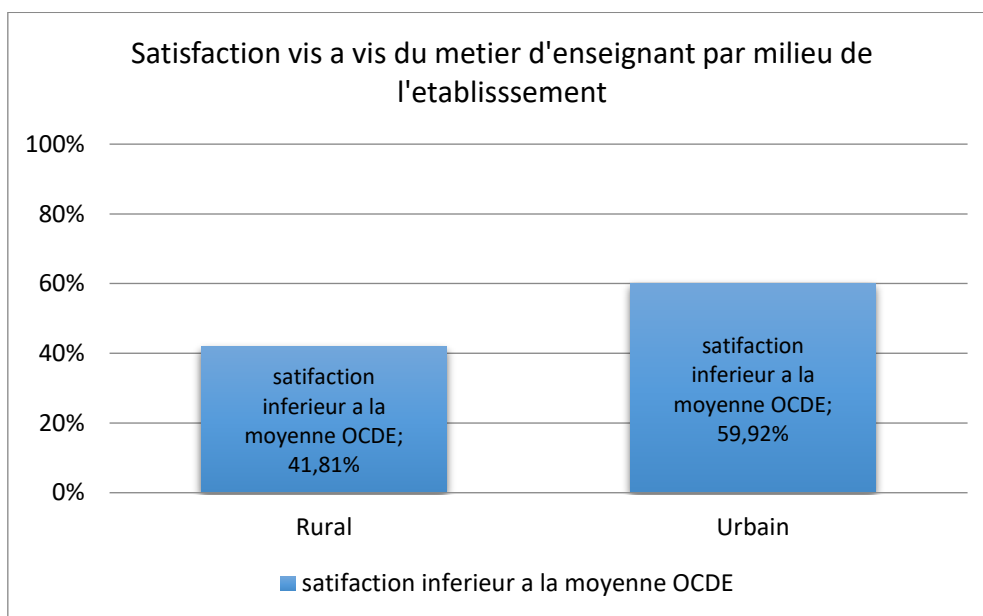 Satisfaction vis a vis du metier d'enseignant par milieu de
l'etablisssement
100%
80%
60%
40%
20%
0%
satifaction
inferieur a la
moyenne OCDE;
41,81%
satifaction
inferieur a la
moyenne OCDE;
59,92%
Rural
Urbain
satifaction inferieur a la moyenne OCDE